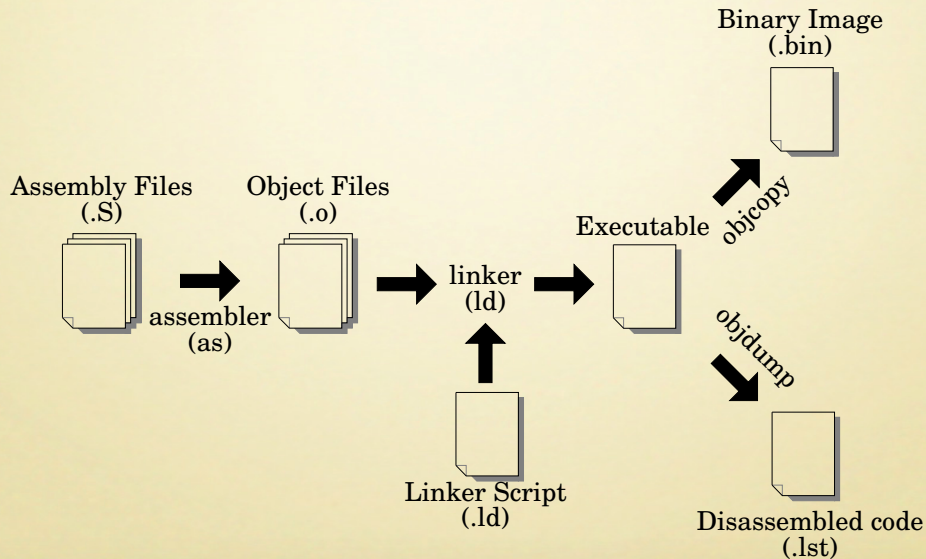 Binary Image
(.bin)
Assembly Files
(.S)
Object Files
(.o)
assembler
(as)
linker
(ld)
Linker Script
(.ld)
Executable
objcopy
objdump
Disassembled code
(.lst)